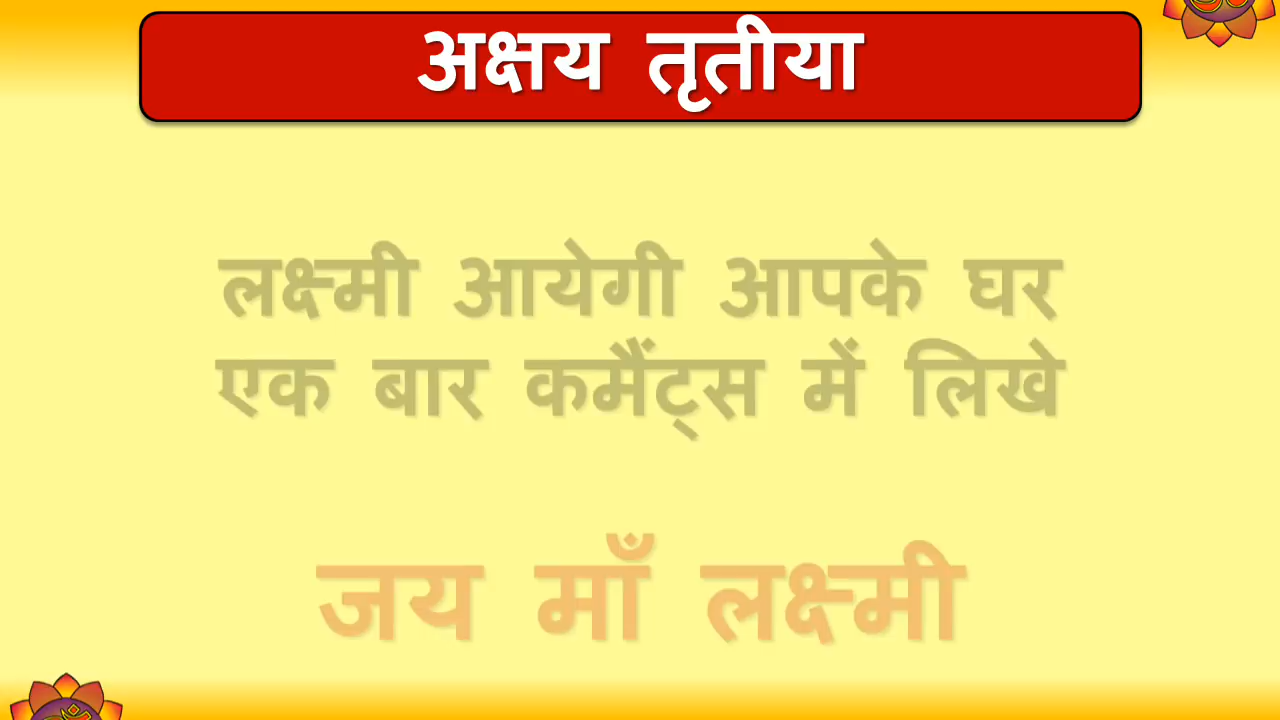 अक्षय तृतीया
लक्ष्मी आयेगी आपके घर
एक बार कमैंट्स में लिखे
जय माँ लक्ष्मी